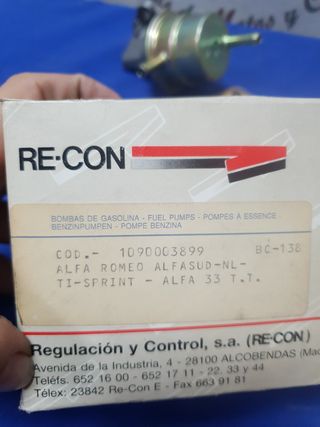 y
RE-CON
BOMBAS DE GASOLINA - FUEL PUMPS - POMPES A ESSENCE -
BENZINPUMPEN - POMPE BENZINA
COD.- 1090003899 BC-138
ALFA ROMEO ALFASUD-NL-
TI-SPRINT - ALFA 33 T.T.
Regulación y Control, s.a. (RE-CON)
Avenida de la Industria, 4 - 28100 ALCOBENDAS (Mad
Teléfs. 652 16 00 - 652 17 11 - 22, 33 y 44
Télex: 23842 Re-Con E - Fax 663 91 81